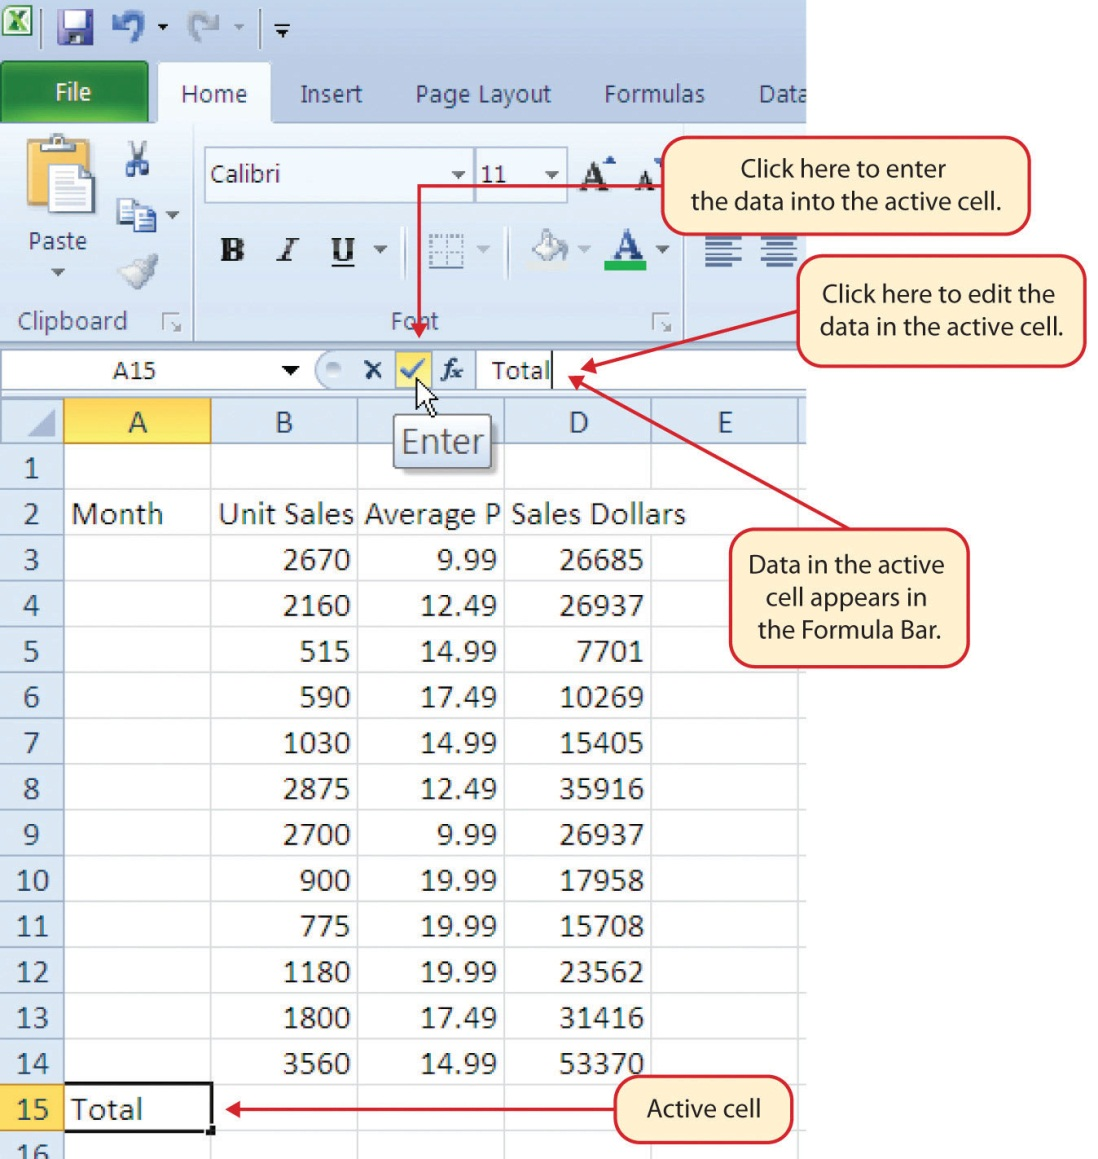 File Home Insert Page Layout Formulas Data
Click here to enter
the data into the active cell.
Calibri 11 A A
Paste B I U A
Click here to edit the
data in the active cell.
Clipboard Font
A15 fx Total
Enter
A B D E
1
2 Month Unit Sales Average P Sales Dollars
3 2670 9.99 26685
4 2160 12.49 26937
Data in the active
cell appears in
the Formula Bar.
5 515 14.99 7701
6 590 17.49 10269
7 1030 14.99 15405
8 2875 12.49 35916
9 2700 9.99 26937
10 900 19.99 17958
11 775 19.99 15708
12 1180 19.99 23562
13 1800 17.49 31416
14 3560 14.99 53370
15 Total
Active cell
16